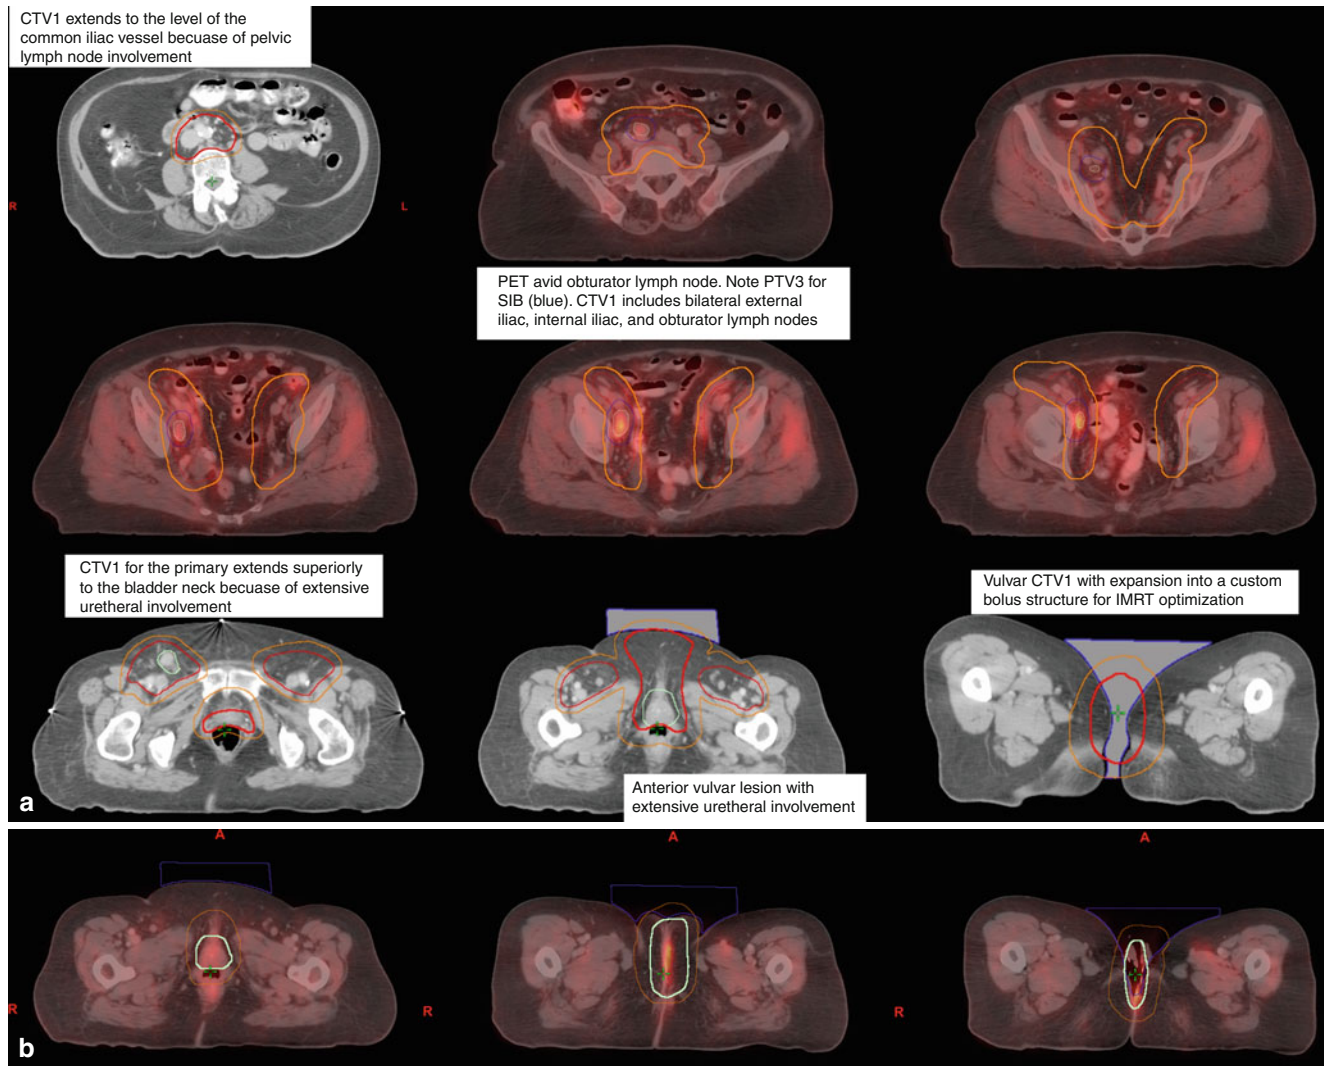 CTV1 extends to the level of the
common iliac vessel becuase of pelvic
lymph node involvement
R
L
PET avid obturator lymph node. Note PTV3 for
SIB (blue). CTV1 includes bilateral external
iliac, internal iliac, and obturator lymph nodes
CTV1 for the primary extends superiorly
to the bladder neck becuase of extensive
urethral involvement
Vulvar CTV1 with expansion into a custom
bolus structure for IMRT optimization
Anterior vulvar lesion with
extensive urethral involvement
a
A
A
A
R
R
R
b